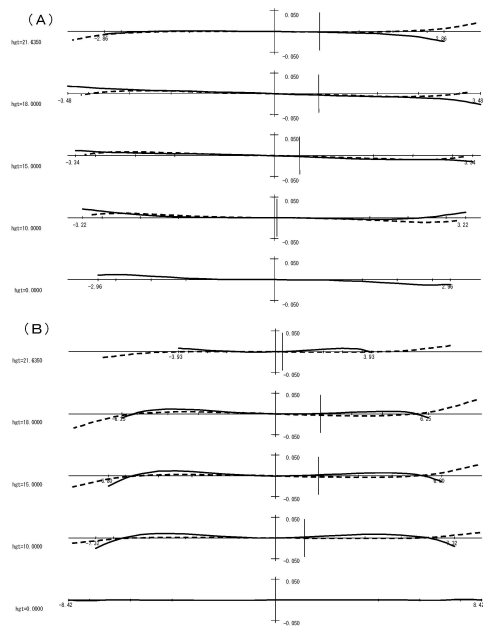 (A)
0.050
hgt=21.6350
-2.86
2.86
-0.050
0.050
hgt=18.0000
-3.48
3.48
-0.050
0.050
hgt=15.0000
-3.34
3.34
-0.050
0.050
hgt=10.0000
-3.22
3.22
-0.050
0.050
hgt=0.0000
-2.96
2.96
-0.050
(B)
0.050
hgt=21.6350
-3.93
3.93
-0.050
0.050
hgt=18.0000
6.25
-0.050
0.050
hgt=15.0000
-0.050
0.050
hgt=10.0000
-0.050
0.050
hgt=0.0000
-8.42
8.42
-0.050